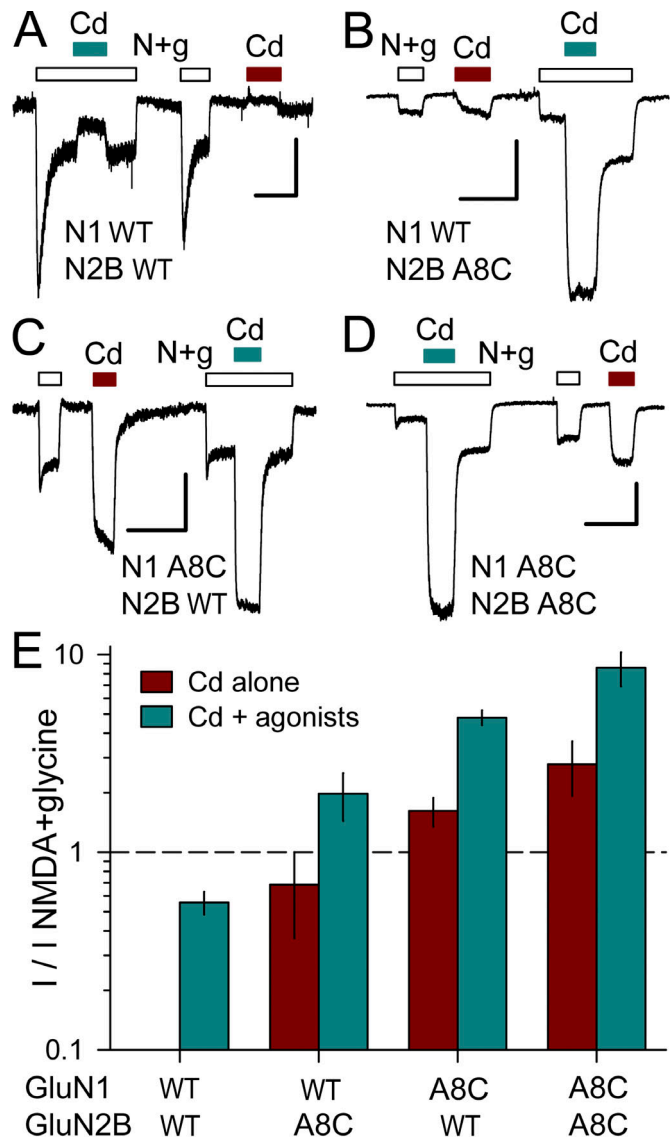 A
Cd
N+g
Cd
N1 WT
N2B WT
B
N+g
Cd
Cd
N1 WT
N2B A8C
C
Cd
N+g
Cd
N1 A8C
N2B WT
D
Cd
N+g
Cd
N1 A8C
N2B A8C
E
10
1
0.1
I / I NMDA+glycine
Cd alone
Cd + agonists
GluN1 WT WT A8C A8C
GluN2B WT A8C WT A8C